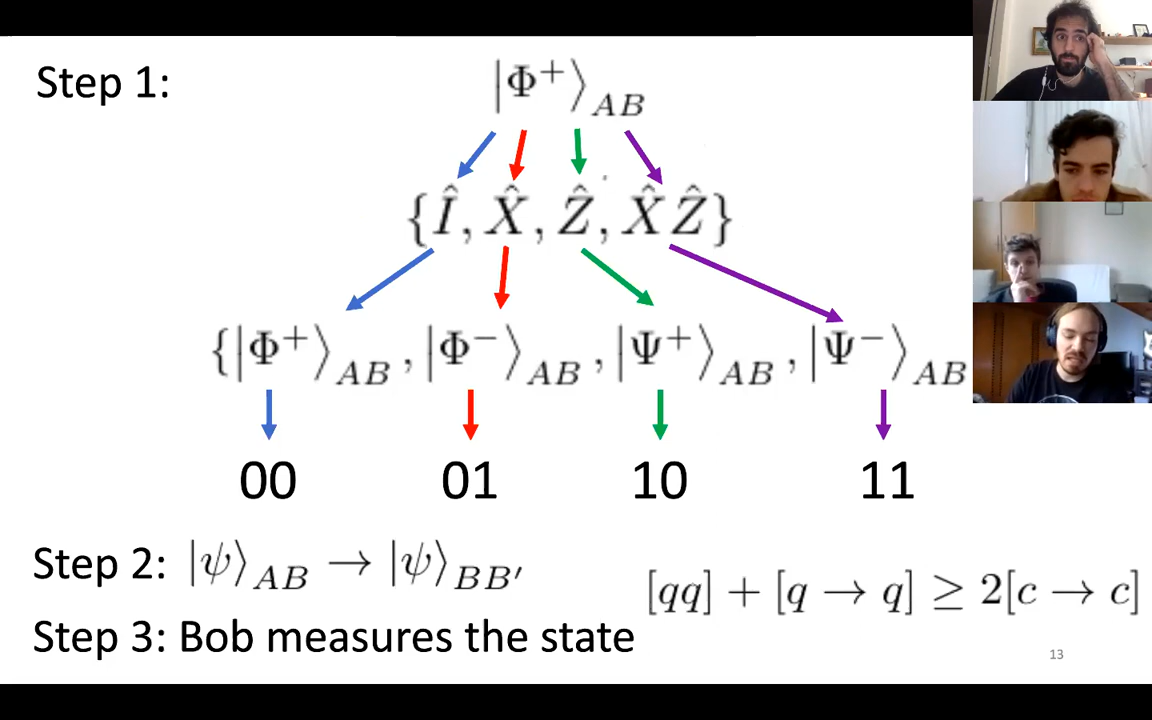 Step 1:
|Φ⁺⟩_AB
{Î, X̂, Ẑ, X̂Ẑ}
{|Φ⁺⟩_AB, |Φ⁻⟩_AB, |Ψ⁺⟩_AB, |Ψ⁻⟩_AB
00 01 10 11
Step 2: |ψ⟩_AB → |ψ⟩_BB′
[qq] + [q → q] ≥ 2[c → c]
Step 3: Bob measures the state
13